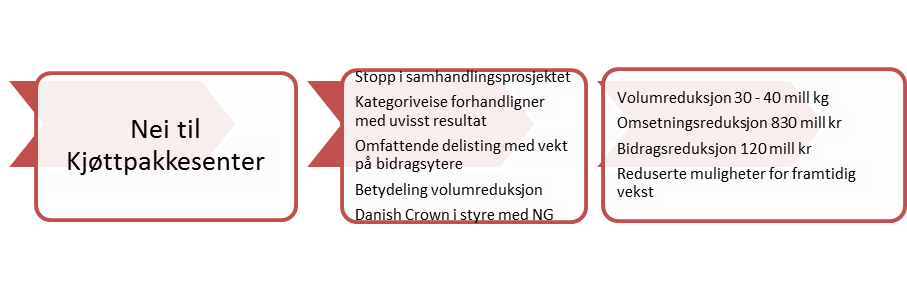 Nei til
Kjøttpakkesenter
Stopp i samhandlingsprosjektet
Kategoriveise forhandligner
med uvisst resultat
Omfattende delisting med vekt
på bidragsytere
Betydeling volumreduksjon
Danish Crown i styre med NG
Volumreduksjon 30 - 40 mill kg
Omsetningsreduksjon 830 mill kr
Bidragsreduksjon 120 mill kr
Reduserte muligheter for framtidig
vekst